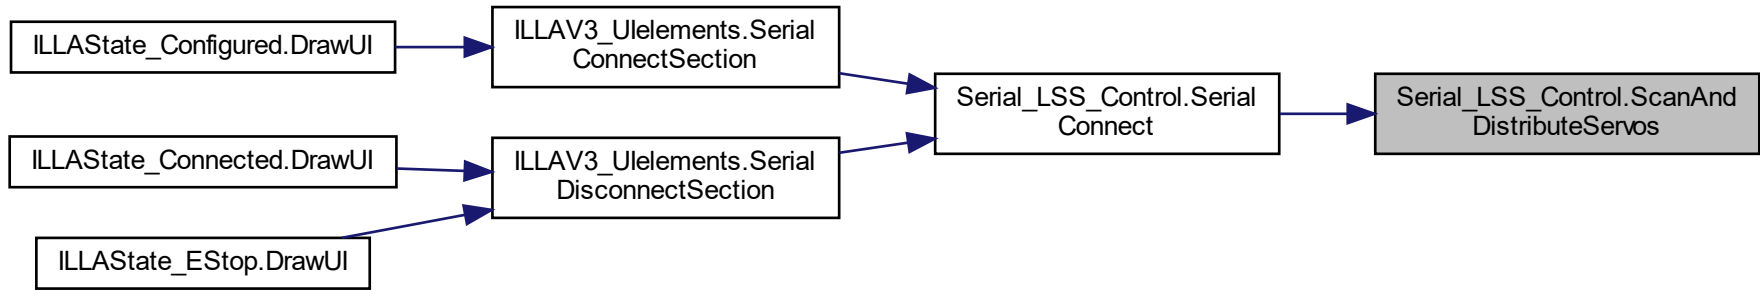 ILLAState_Configured.DrawUI
ILLAV3_UIelements.Serial
ConnectSection
Serial_LSS_Control.Serial
Connect
Serial_LSS_Control.ScanAnd
DistributeServos
ILLAState_Connected.DrawUI
ILLAV3_UIelements.Serial
DisconnectSection
ILLAState_EStop.DrawUI